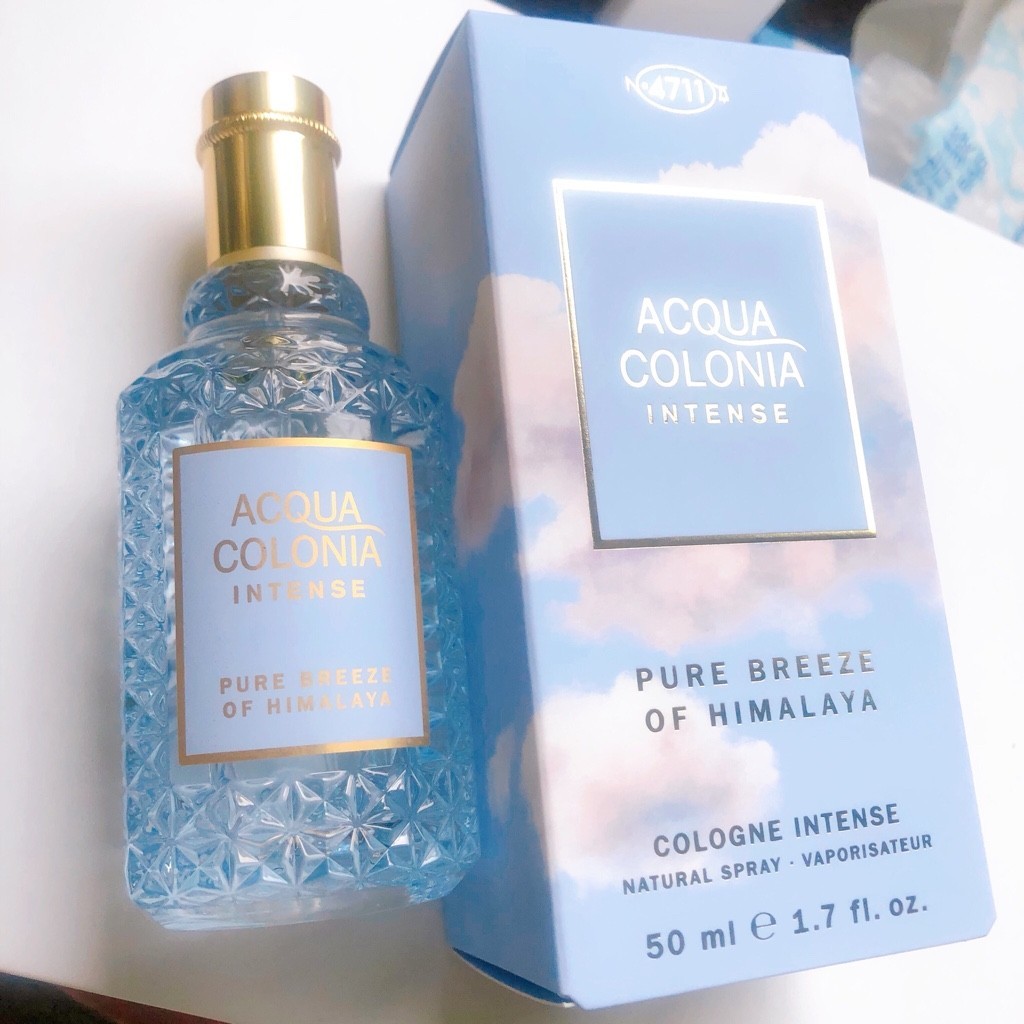 ACQUA
COLONIA
INTENSE
PURE BREEZE
OF HIMALAYA
Nº4711
ACQUA
COLONIA
INTENSE
PURE BREEZE
OF HIMALAYA
COLOGNE INTENSE
NATURAL SPRAY · VAPORISATEUR
50 ml ℮ 1.7 fl. oz.